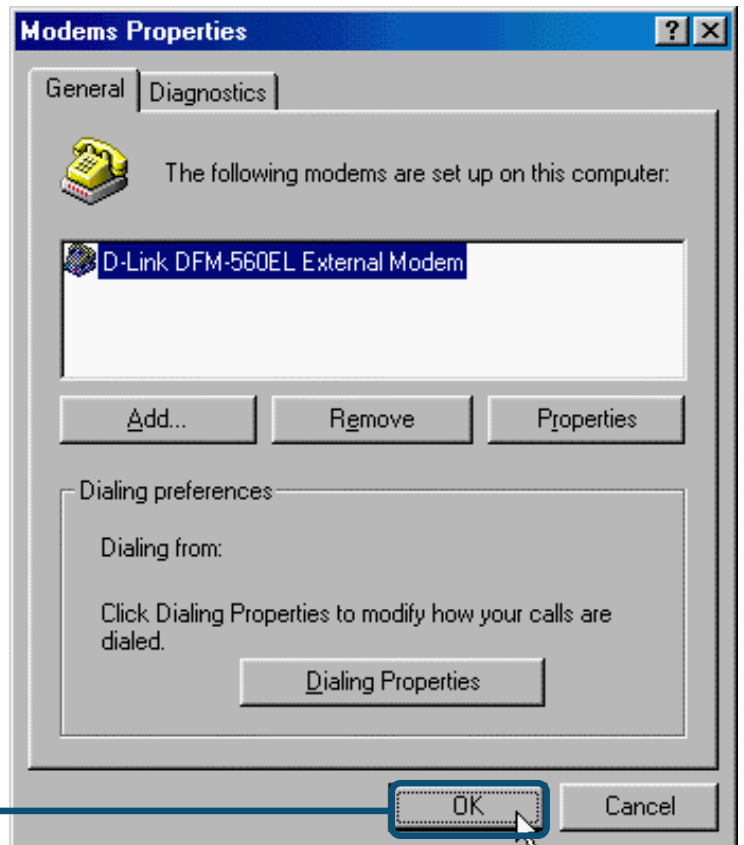 Modems Properties
General Diagnostics
The following modems are set up on this computer:
D-Link DFM-560EL External Modem
Add... Remove Properties
Dialing preferences
Dialing from:
Click Dialing Properties to modify how your calls are
dialed.
Dialing Properties
OK Cancel